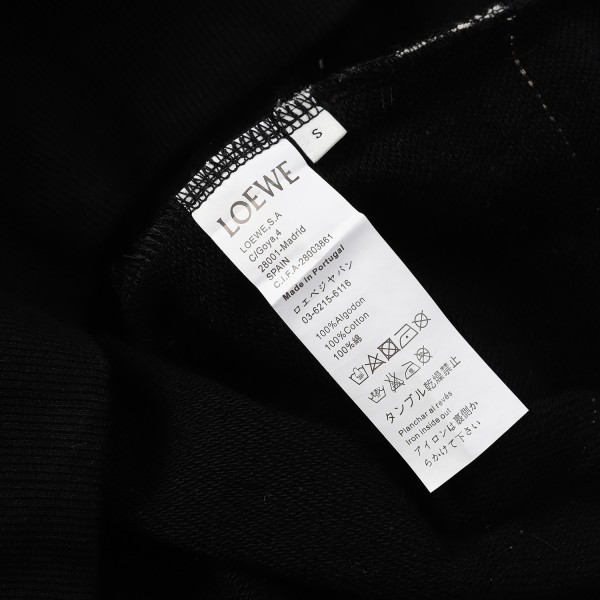 S
LOEWE
LOEWE,S.A
C/Goya,4
28001-Madrid
SPAIN
C.I.F.A-28003861
Made in Portugal
ロエベジャパン
03-6215-6116
100%Algodon
100%Cotton
100%綿
タンブル乾燥禁止
Planchar al revés
Iron inside out
アイロンは裏側か
らかけて下さい